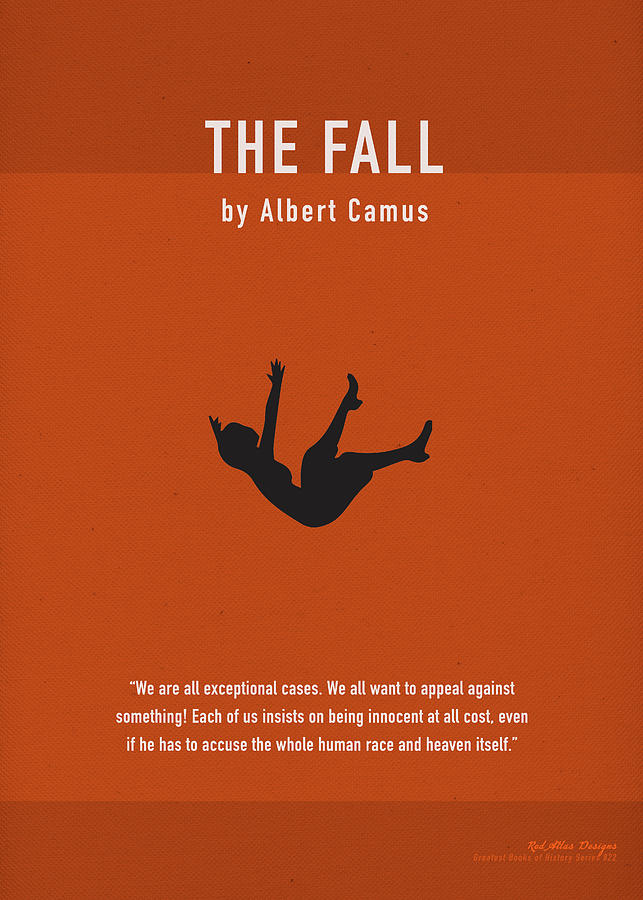 THE FALL
by Albert Camus
“We are all exceptional cases. We all want to appeal against
something! Each of us insists on being innocent at all cost, even
if he has to accuse the whole human race and heaven itself.”
Red Atlas Designs
Greatest Books of History Series 022